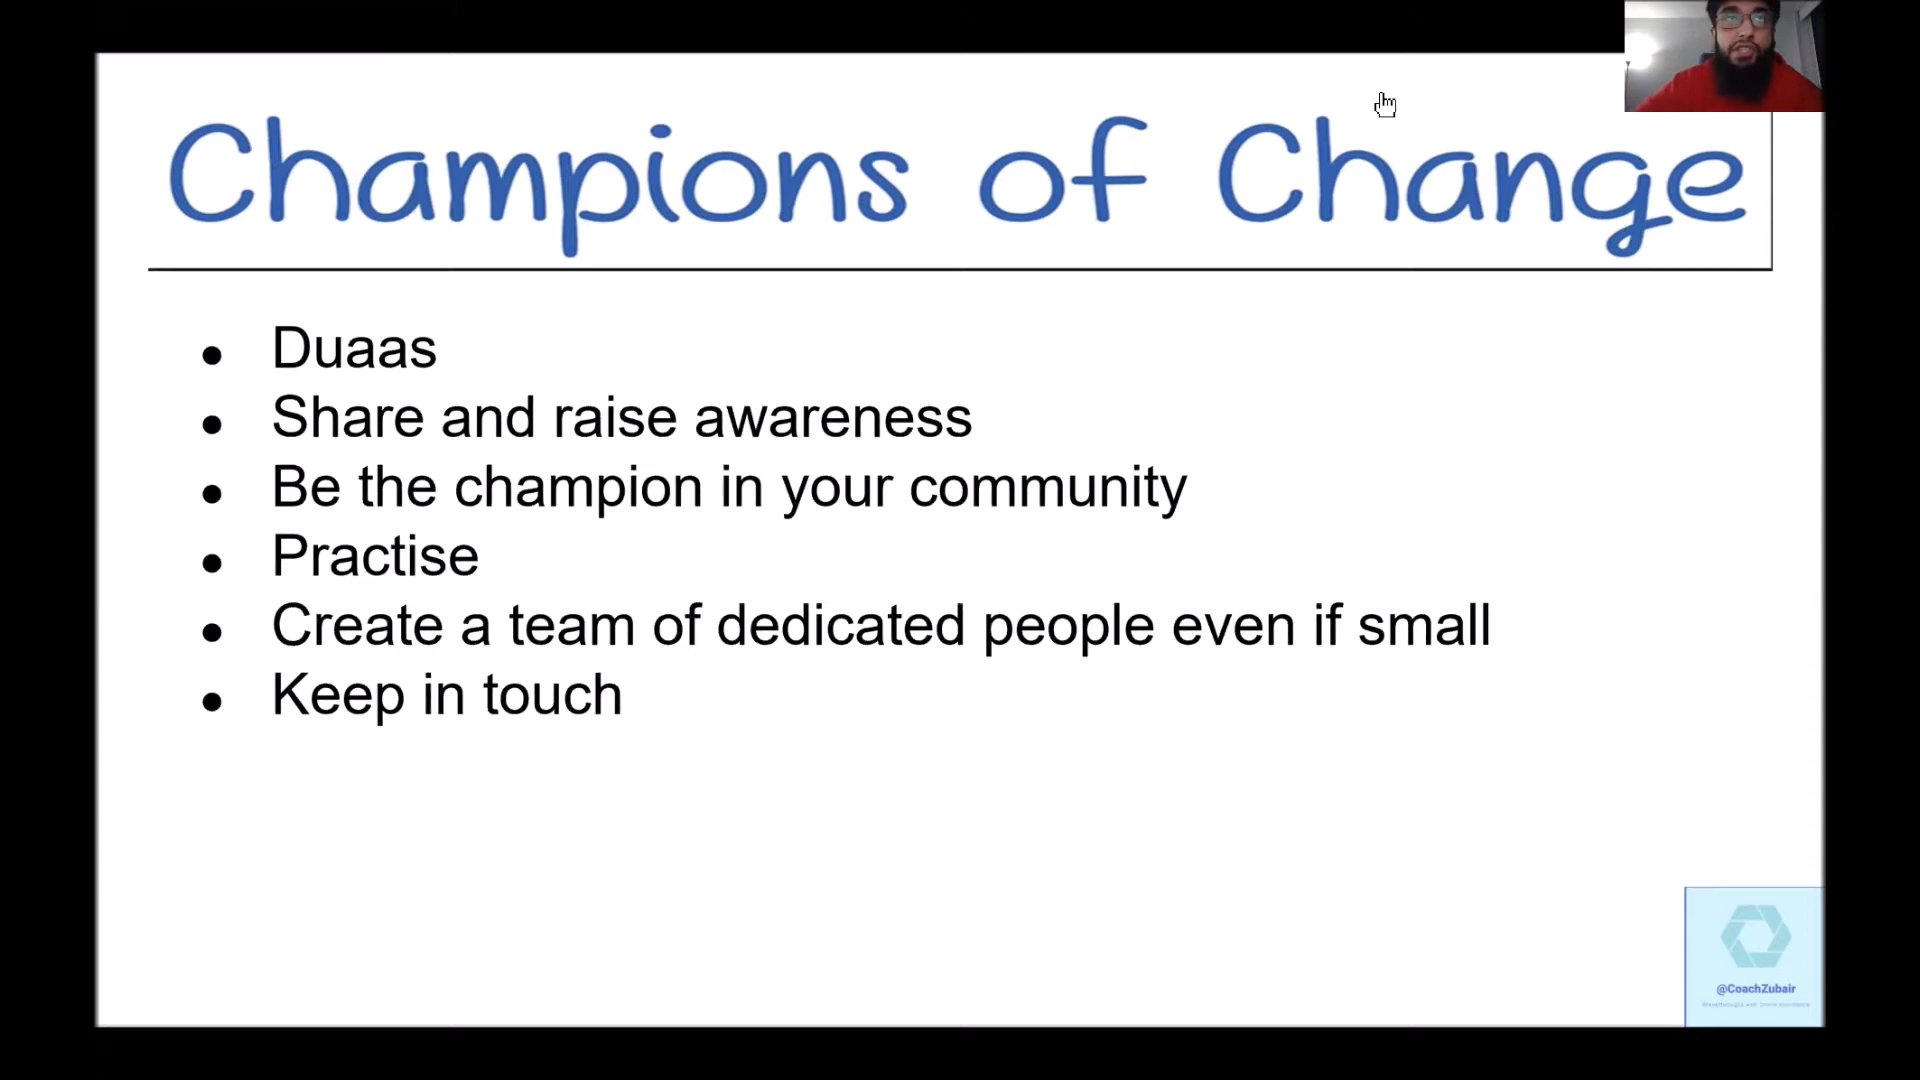 Champions of Change
Duaas
Share and raise awareness
Be the champion in your community
Practise
Create a team of dedicated people even if small
Keep in touch
@CoachZubair